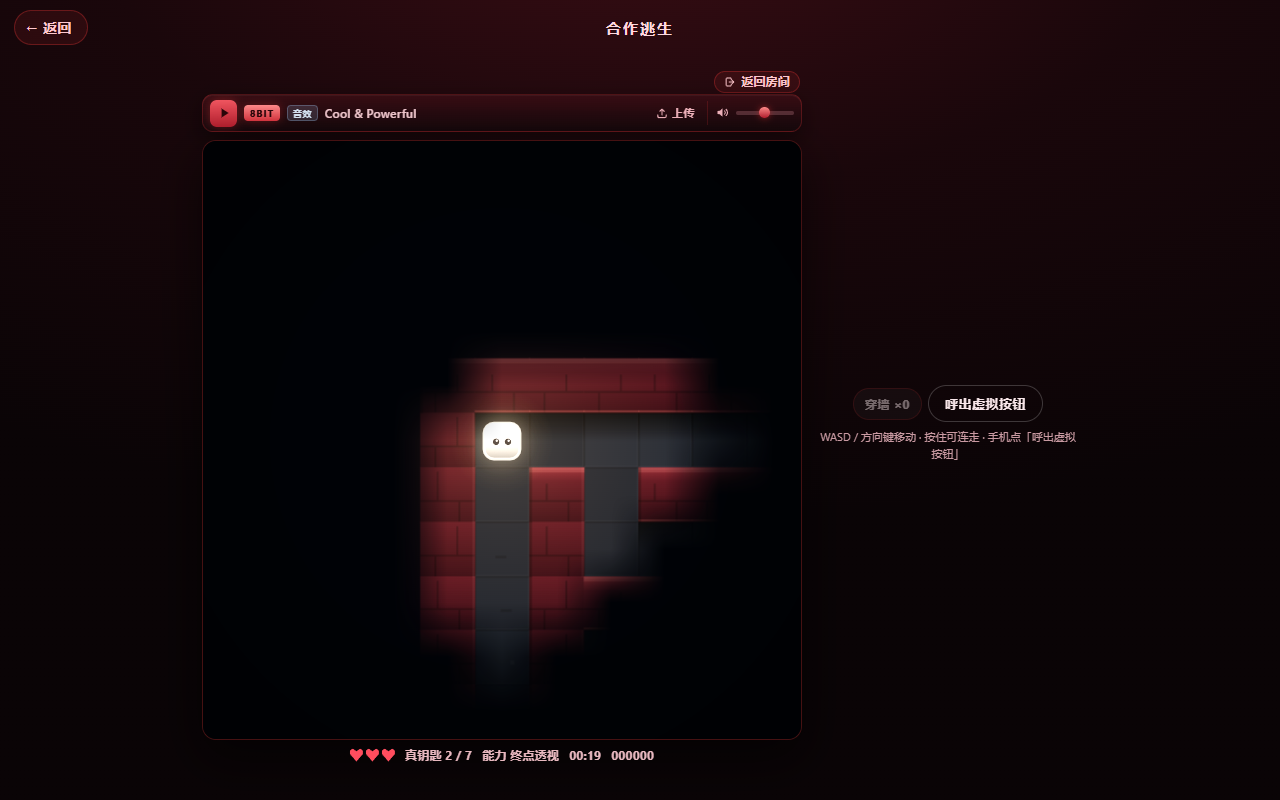 ← 返回
合作逃生
返回房间
8BIT 音效 Cool & Powerful 上传
穿墙 ×0 呼出虚拟按钮
WASD / 方向键移动 · 按住可连走 · 手机点「呼出虚拟
按钮」
真钥匙 2 / 7 能力 终点透视 00:19 000000